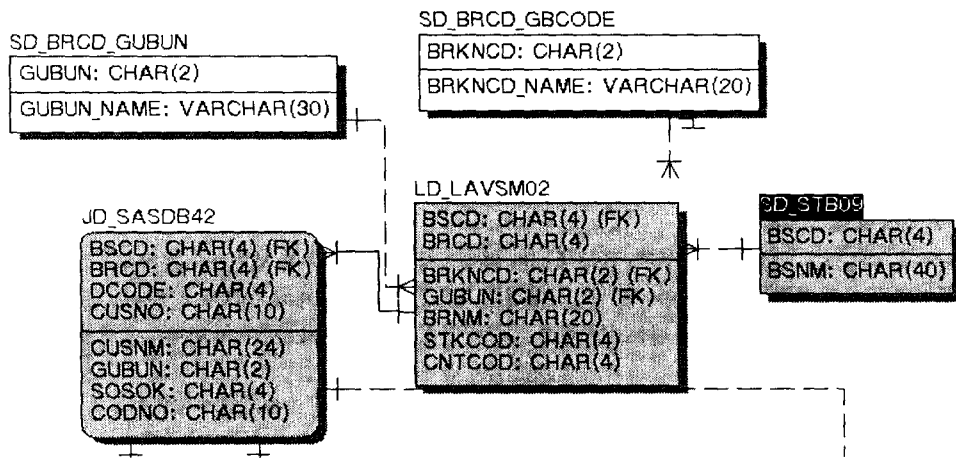 SD_BRCD_GBCODE
BRKNCD: CHAR(2)
BRKNCD_NAME: VARCHAR(20)
SD_BRCD_GUBUN
GUBUN: CHAR(2)
GUBUN_NAME: VARCHAR(30)
LD_LAVSM02
BSCD: CHAR(4) (FK)
BRCD: CHAR(4)
BRKNCD: CHAR(2) (FK)
GUBUN: CHAR(2) (FK)
BRNM: CHAR(20)
STKCOD: CHAR(4)
CNTCOD: CHAR(4)
SD_STB09
BSCD: CHAR(4)
BSNM: CHAR(40)
JD_SASDB42
BSCD: CHAR(4) (FK)
BRCD: CHAR(4) (FK)
DCODE: CHAR(4)
CUSNO: CHAR(10)
CUSNM: CHAR(24)
GUBUN: CHAR(2)
SOSOK: CHAR(4)
CODNO: CHAR(10)